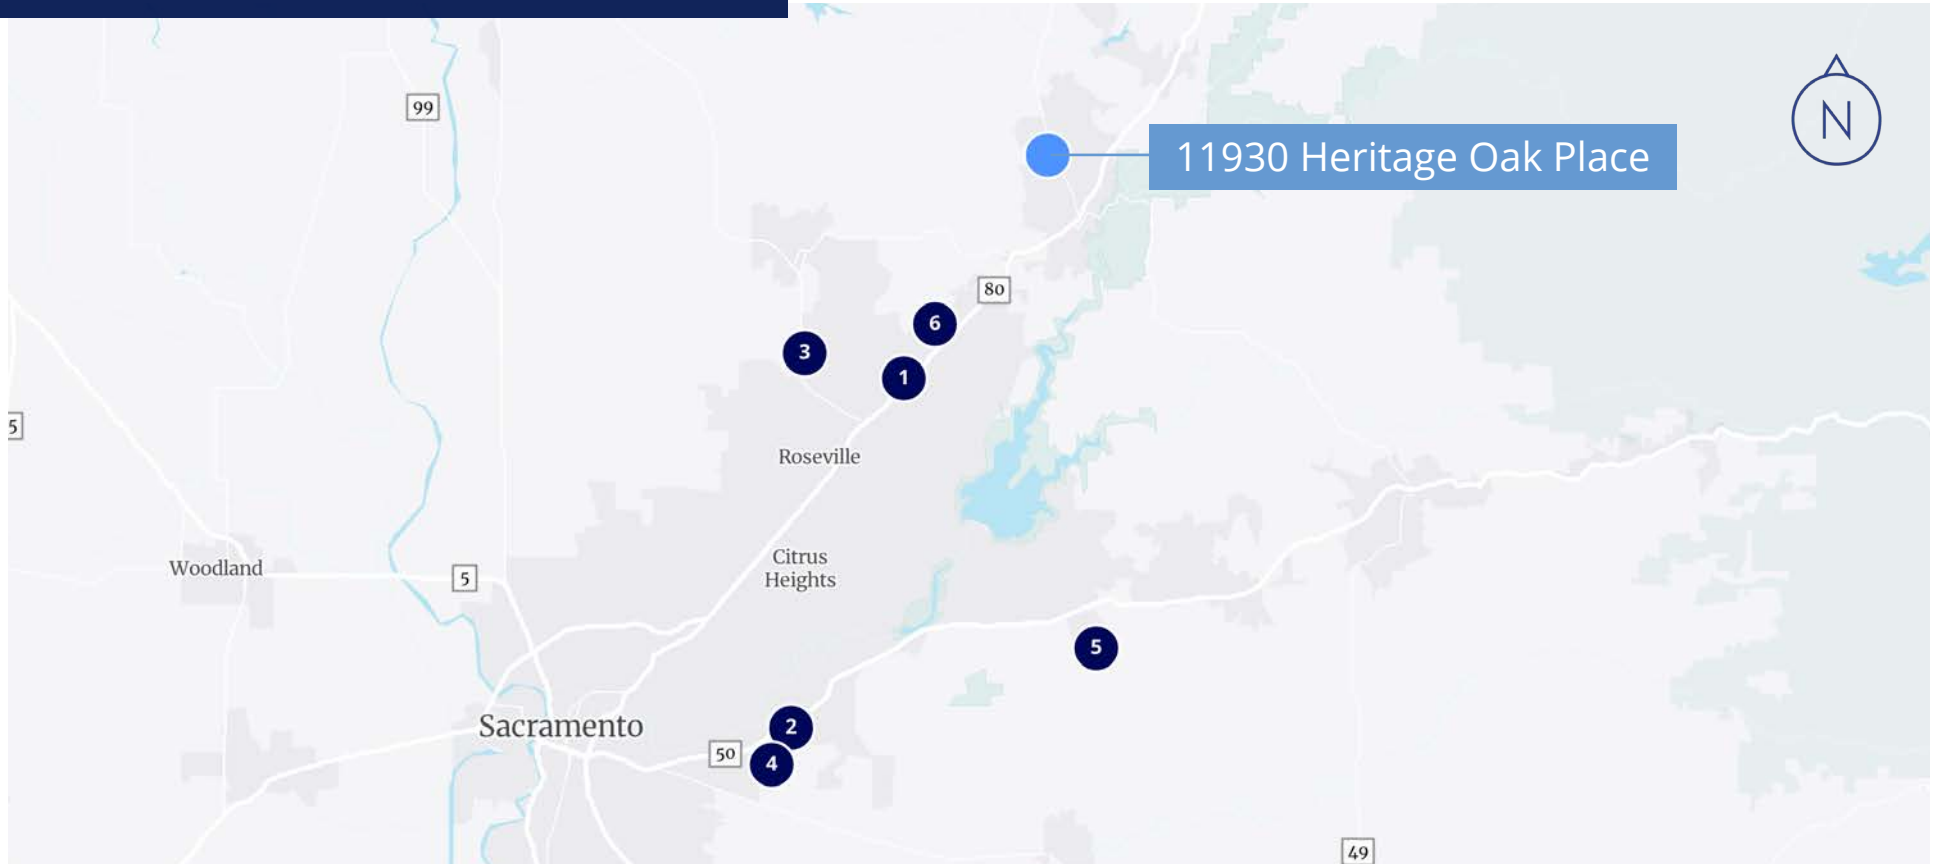 99
N
11930 Heritage Oak Place
80
6
3
1
5
Roseville
Citrus
Heights
Woodland
5
5
2
Sacramento
50
4
49